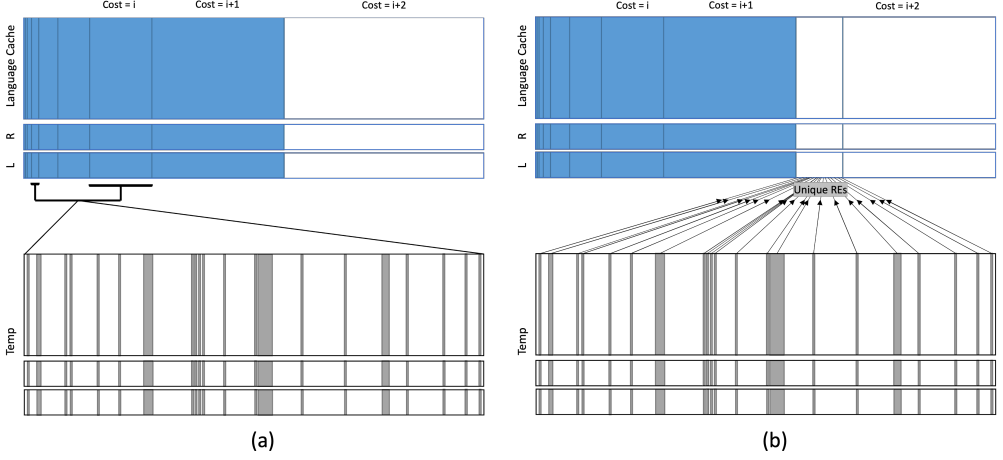 Cost = i Cost = i+1 Cost = i+2
Language Cache
R
L
Temp
(a)
Cost = i Cost = i+1 Cost = i+2
Language Cache
R
L
Unique REs
Temp
(b)